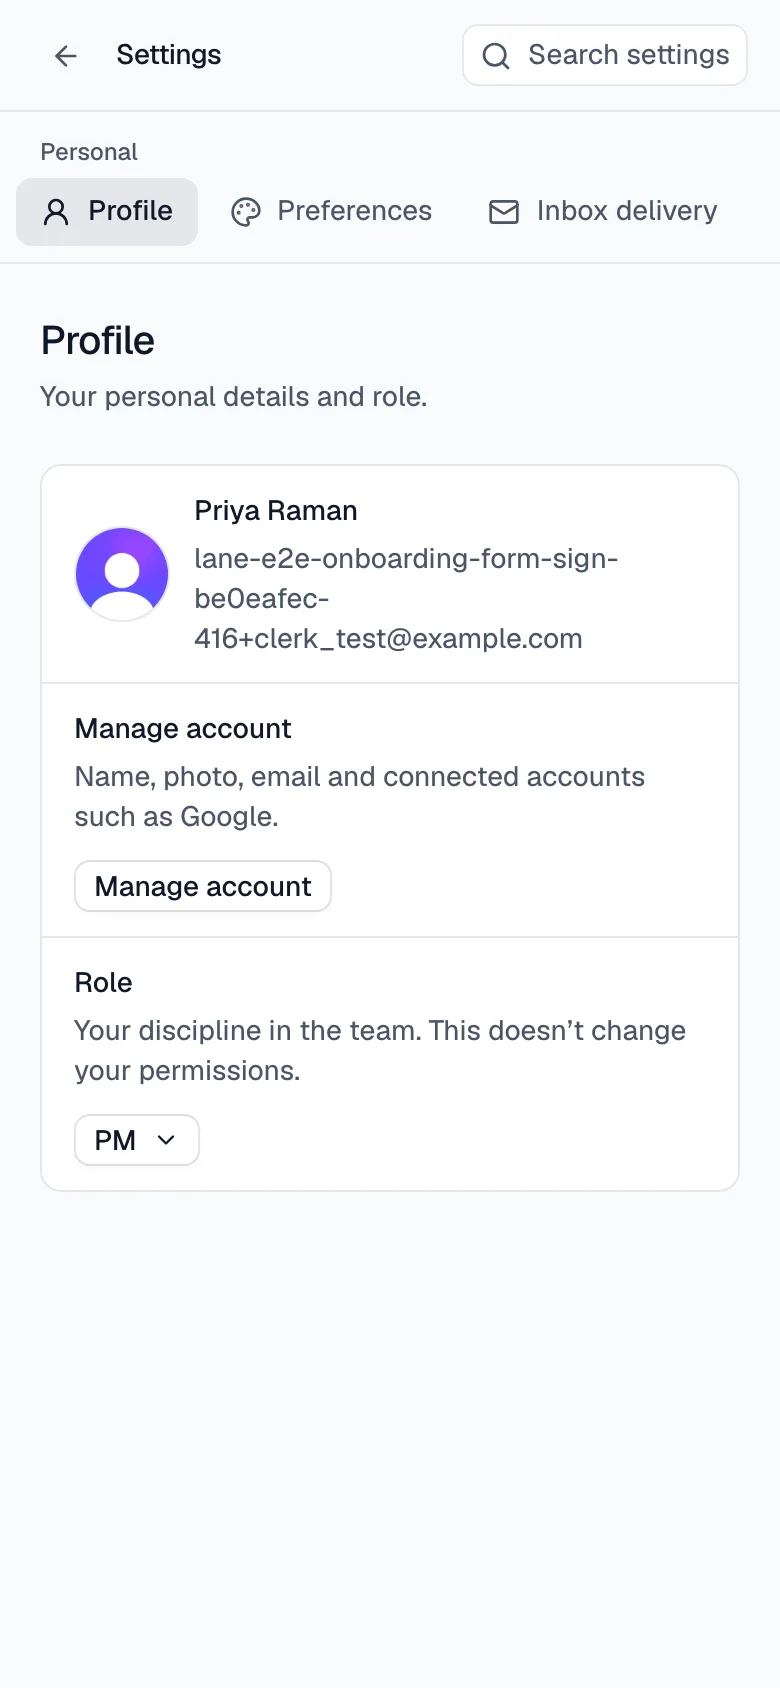 Settings
Search settings
Personal
Profile
Preferences
Inbox delivery
Profile
Your personal details and role.
Priya Raman
lane-e2e-onboarding-form-sign-
be0eafec-
416+clerk_test@example.com
Manage account
Name, photo, email and connected accounts
such as Google.
Manage account
Role
Your discipline in the team. This doesn’t change
your permissions.
PM